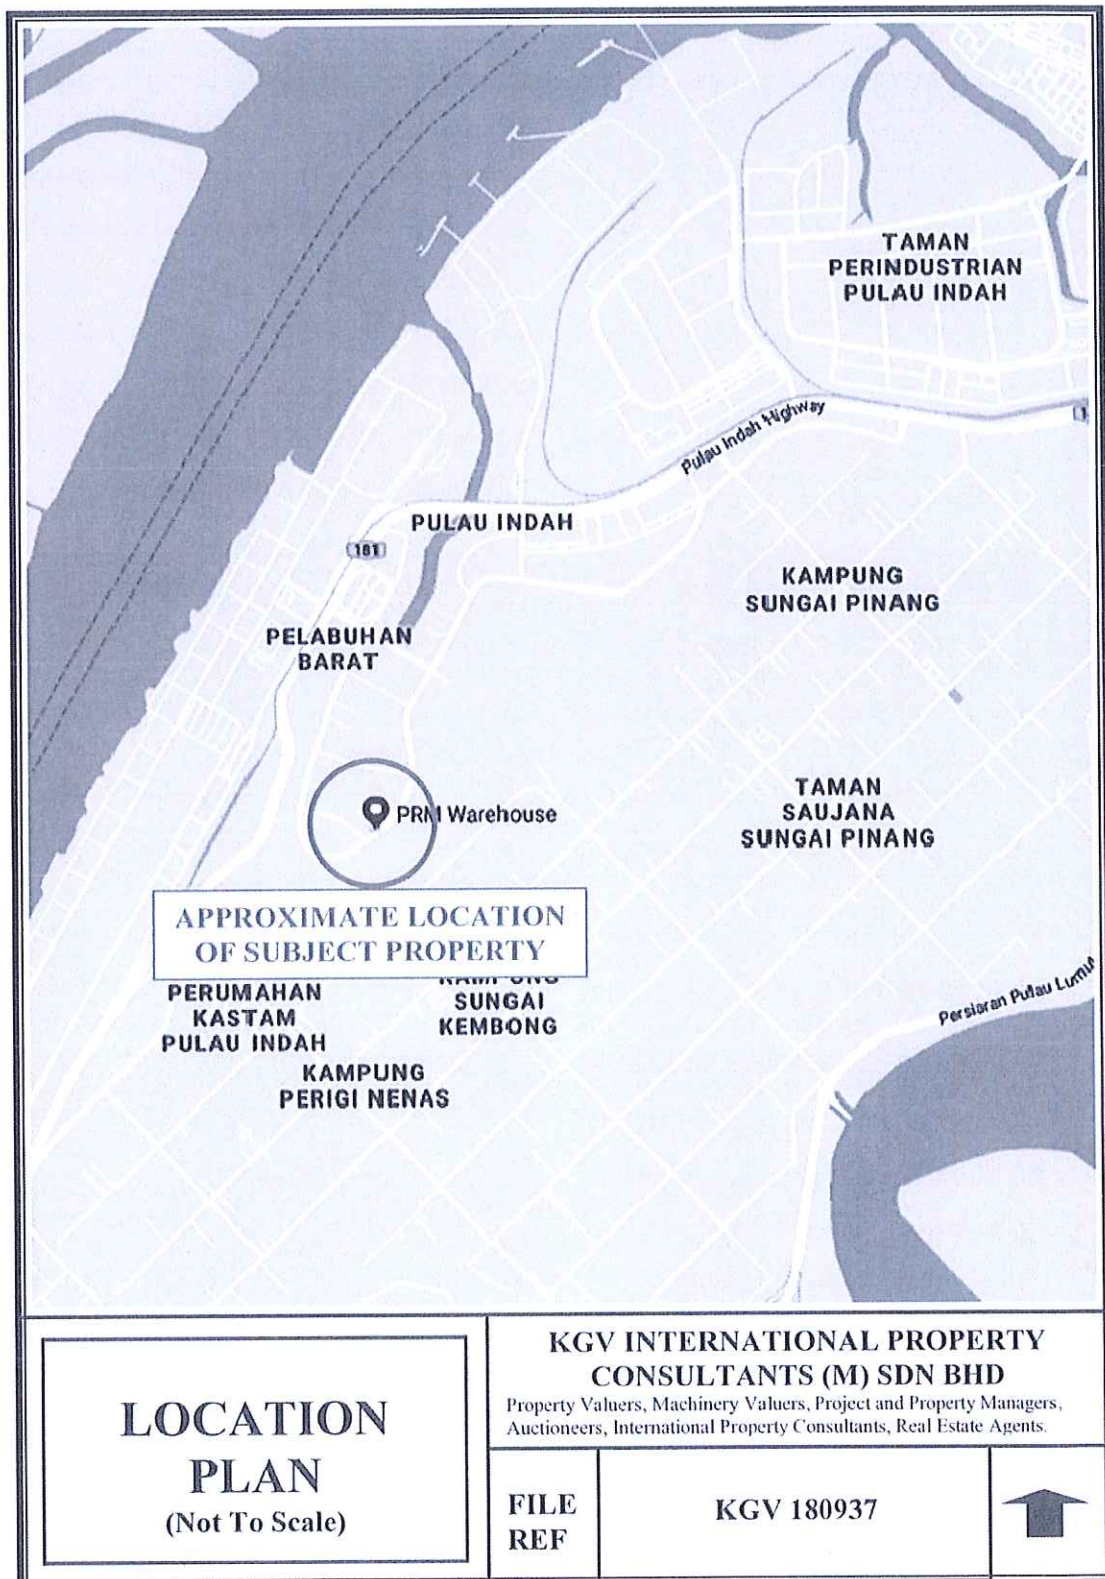 TAMAN
PERINDUSTRIAN
PULAU INDAH
Pulau Indah Highway
PULAU INDAH
181
KAMPUNG
SUNGAI PINANG
PELABUHAN
BARAT
PRM Warehouse
TAMAN
SAUJANA
SUNGAI PINANG
APPROXIMATE LOCATION
OF SUBJECT PROPERTY
PERUMAHAN
KASTAM
PULAU INDAH
KAMPUNG
SUNGAI
KEMBONG
Persiaran Pulau Lumut
KAMPUNG
PERIGI NENAS
LOCATION
PLAN
(Not To Scale)
KGV INTERNATIONAL PROPERTY
CONSULTANTS (M) SDN BHD
Property Valuers, Machinery Valuers, Project and Property Managers,
Auctioneers, International Property Consultants, Real Estate Agents.
FILE
REF
KGV 180937